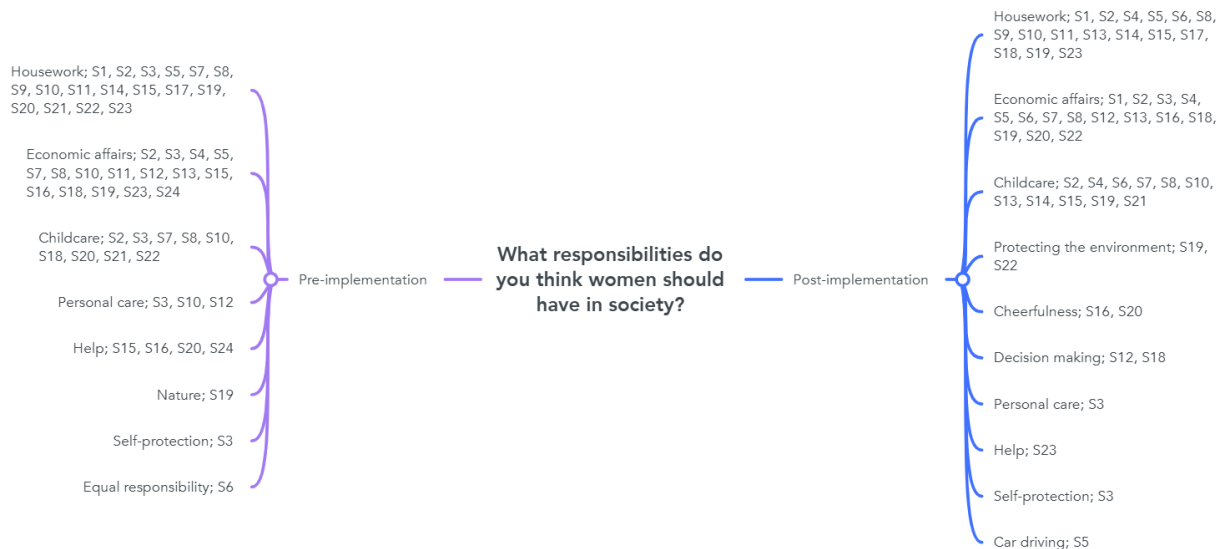 What responsibilities do
you think women should
have in society?
Pre-implementation
Housework; S1, S2, S3, S5, S7, S8,
S9, S10, S11, S14, S15, S17, S19,
S20, S21, S22, S23
Economic affairs; S2, S3, S4, S5,
S7, S8, S10, S11, S12, S13, S15,
S16, S18, S19, S23, S24
Childcare; S2, S3, S7, S8, S10,
S18, S20, S21, S22
Personal care; S3, S10, S12
Help; S15, S16, S20, S24
Nature; S19
Self-protection; S3
Equal responsibility; S6
Post-implementation
Housework; S1, S2, S4, S5, S6, S8,
S9, S10, S11, S13, S14, S15, S17,
S18, S19, S23
Economic affairs; S1, S2, S3, S4,
S5, S6, S7, S8, S12, S13, S16, S18,
S19, S20, S22
Childcare; S2, S4, S6, S7, S8, S10,
S13, S14, S15, S19, S21
Protecting the environment; S19,
S22
Cheerfulness; S16, S20
Decision making; S12, S18
Personal care; S3
Help; S23
Self-protection; S3
Car driving; S5